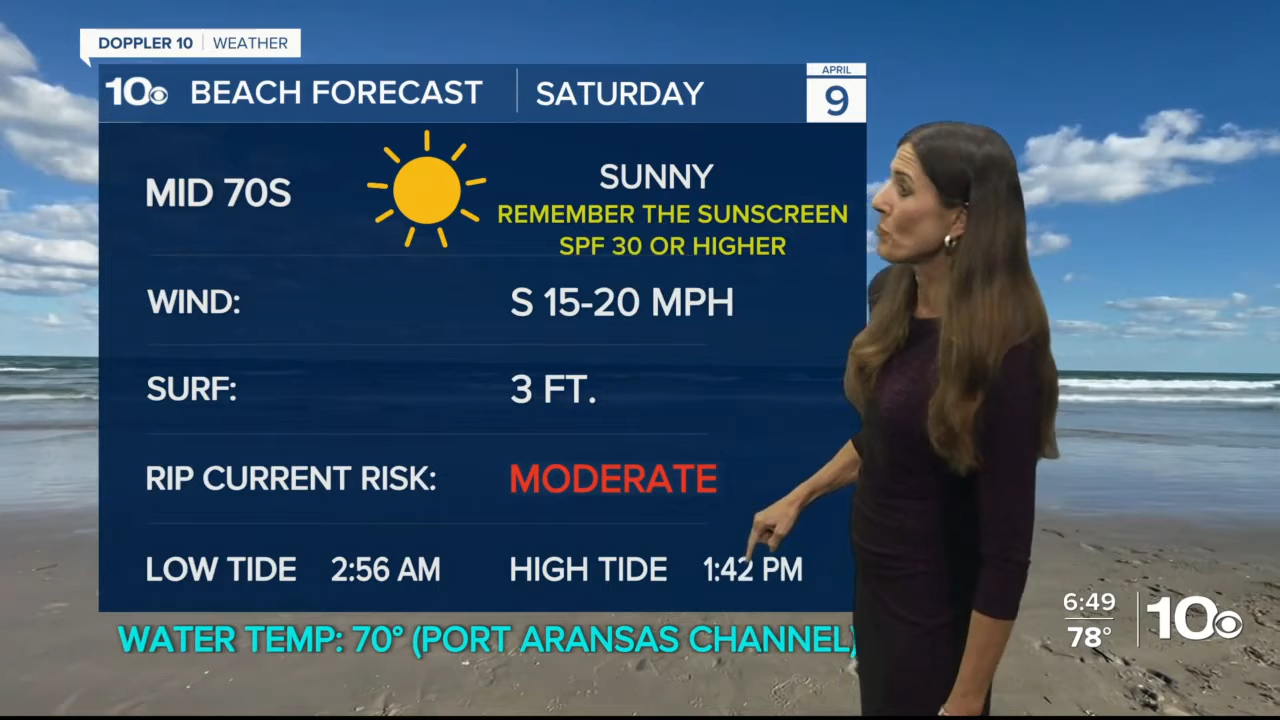 DOPPLER 10 | WEATHER
10 BEACH FORECAST | SATURDAY
APRIL
9
MID 70S
SUNNY
REMEMBER THE SUNSCREEN
SPF 30 OR HIGHER
WIND: S 15-20 MPH
SURF: 3 FT.
RIP CURRENT RISK: MODERATE
LOW TIDE 2:56 AM HIGH TIDE 1:42 PM
WATER TEMP: 70° (PORT ARANSAS CHANNEL)
6:49
78°
10